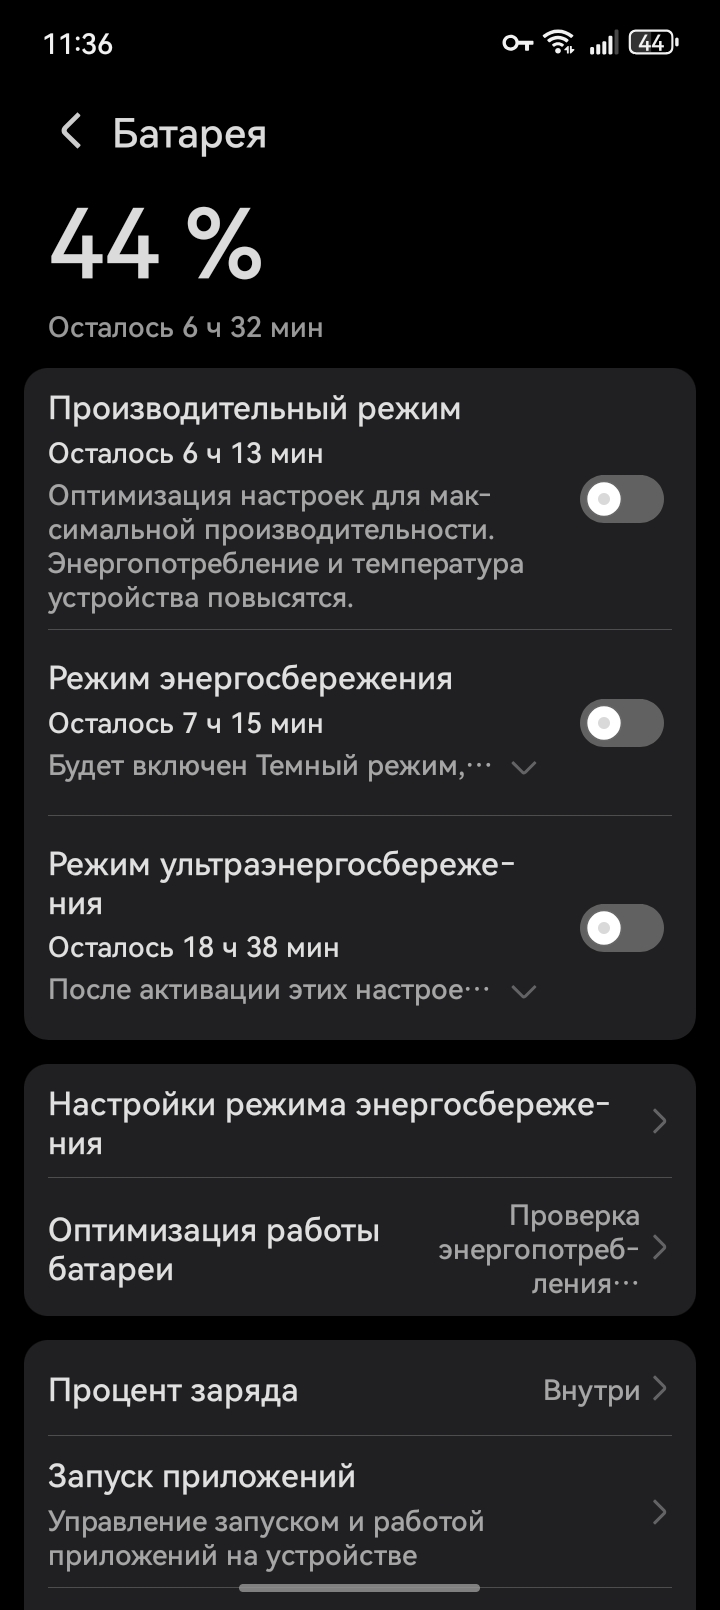 11:36
44
Батарея
44 %
Осталось 6 ч 32 мин
Производительный режим
Осталось 6 ч 13 мин
Оптимизация настроек для мак-
симальной производительности.
Энергопотребление и температура
устройства повысятся.
Режим энергосбережения
Осталось 7 ч 15 мин
Будет включен Темный режим,...
Режим ультраэнергосбереже-
ния
Осталось 18 ч 38 мин
После активации этих настрое...
Настройки режима энергосбереже-
ния
Оптимизация работы
батареи
Проверка
энергопотреб-
ления...
Процент заряда
Внутри
Запуск приложений
Управление запуском и работой
приложений на устройстве